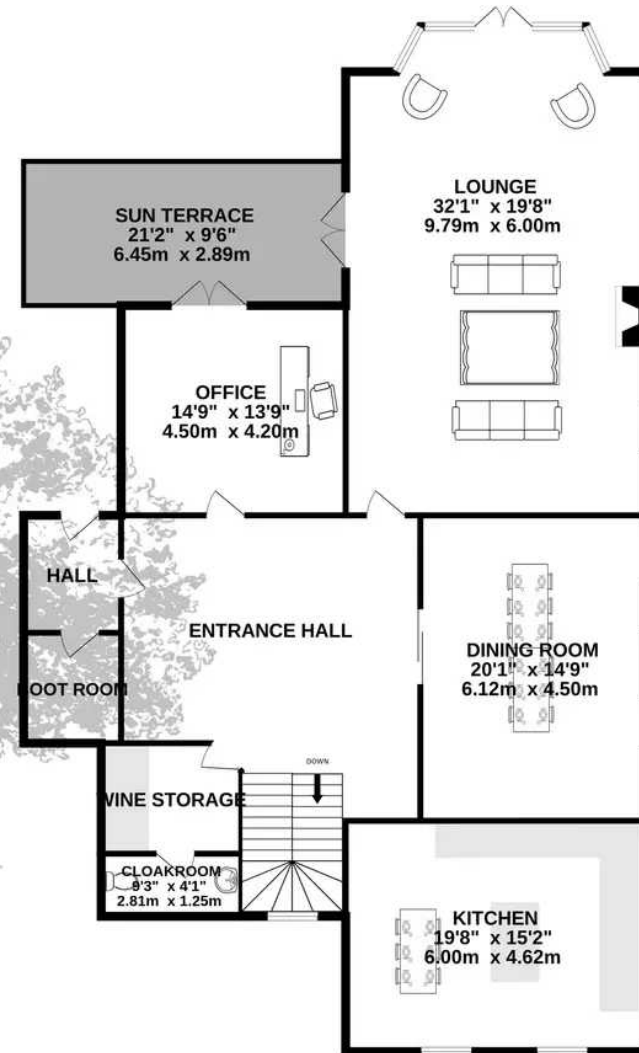 LOUNGE
32'1" x 19'8"
9.79m x 6.00m
SUN TERRACE
21'2" x 9'6"
6.45m x 2.89m
OFFICE
14'9" x 13'9"
4.50m x 4.20m
HALL
ENTRANCE HALL
DINING ROOM
20'1" x 14'9"
6.12m x 4.50m
BOOT ROOM
DOWN
WINE STORAGE
CLOAKROOM
9'3" x 4'1"
2.81m x 1.25m
KITCHEN
19'8" x 15'2"
6.00m x 4.62m